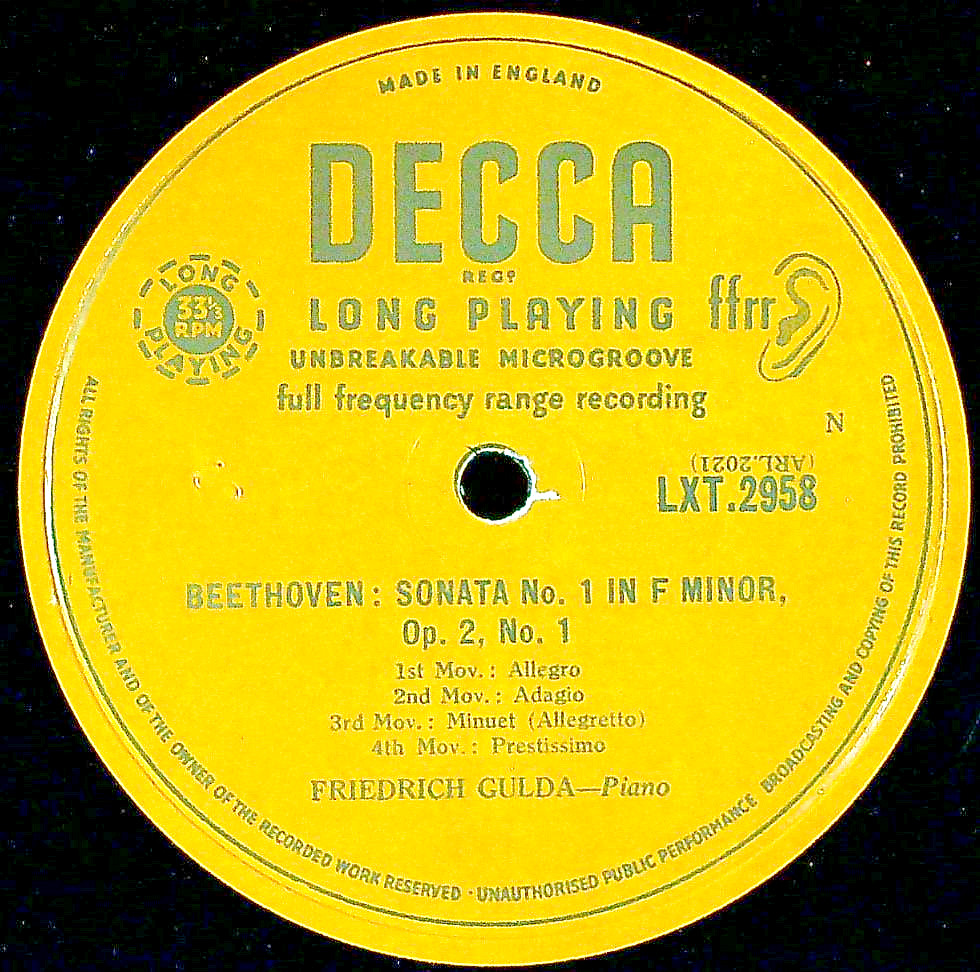 MADE IN ENGLAND
DECCA
REGD
LONG PLAYING
33⅓ RPM
LONG PLAYING
ffrr
UNBREAKABLE MICROGROOVE
full frequency range recording
N
(ARL.2021)
LXT.2958
BEETHOVEN: SONATA No. 1 IN F MINOR,
Op. 2, No. 1
1st Mov.: Allegro
2nd Mov.: Adagio
3rd Mov.: Minuet (Allegretto)
4th Mov.: Prestissimo
FRIEDRICH GULDA—Piano
ALL RIGHTS OF THE MANUFACTURER AND OF THE OWNER OF THE RECORDED WORK RESERVED · UNAUTHORISED PUBLIC PERFORMANCE BROADCASTING AND COPYING OF THIS RECORD PROHIBITED